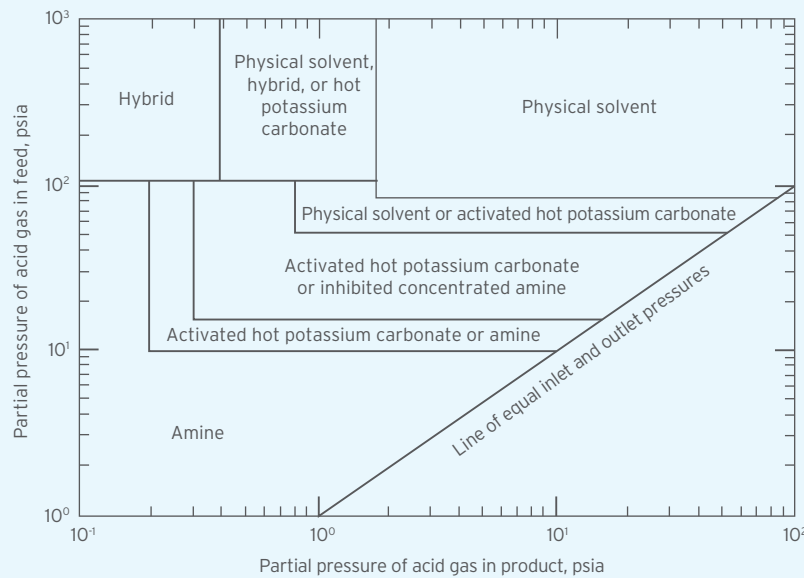 10³
Hybrid
Physical solvent,
hybrid, or hot
potassium
carbonate
Physical solvent
Partial pressure of acid gas in feed, psia
10²
Physical solvent or activated hot potassium carbonate
Activated hot potassium carbonate
or inhibited concentrated amine
Activated hot potassium carbonate or amine
10¹
Line of equal inlet and outlet pressures
Amine
10⁰
10⁻¹
10⁰
10¹
10²
Partial pressure of acid gas in product, psia